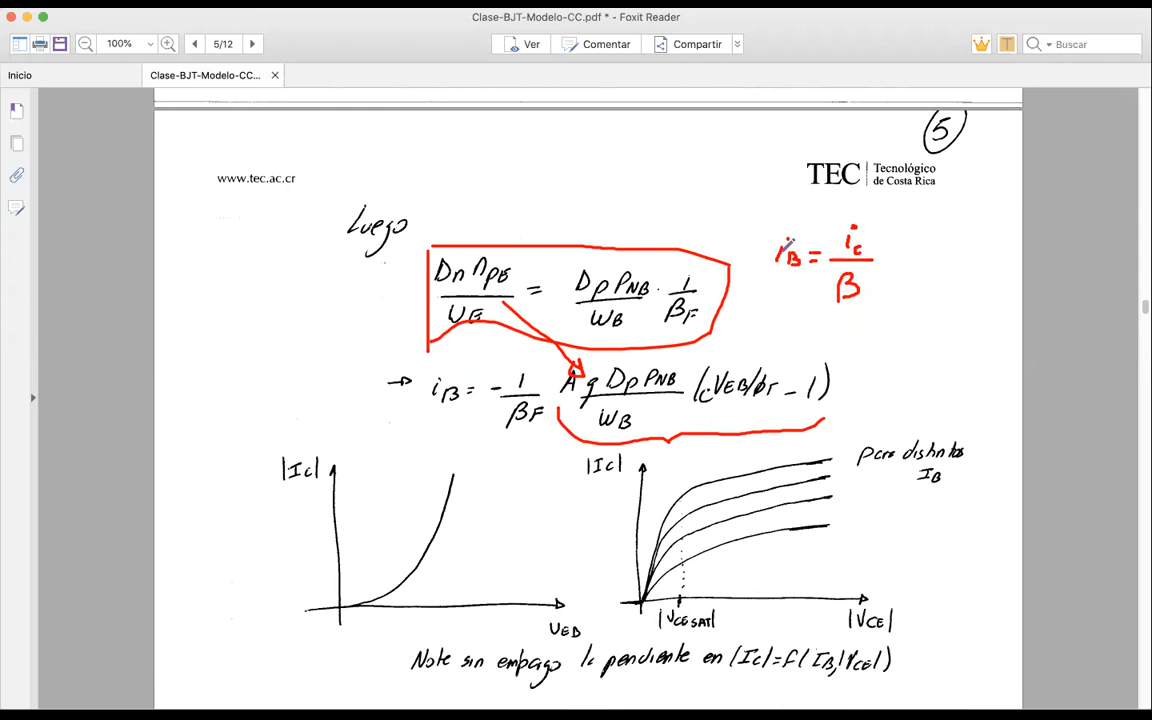 Clase-BJT-Modelo-CC.pdf * - Foxit Reader
100%
5/12
Ver
Comentar
Compartir
Buscar
Inicio
Clase-BJT-Modelo-CC...
5
www.tec.ac.cr
TEC | Tecnológico de Costa Rica
Luego
Dn npE / WE = Dp PNB / WB · 1 / βF
iB = ic / β
→ iB = - 1 / βF A q Dp PNB / WB (e VEB/φT - 1)
|Ic|
|Ic|
para distintos
IB
VEB
|VCE SAT|
|VCE|
Note sin embargo la pendiente en |Ic|=f(IB,|VCE|)